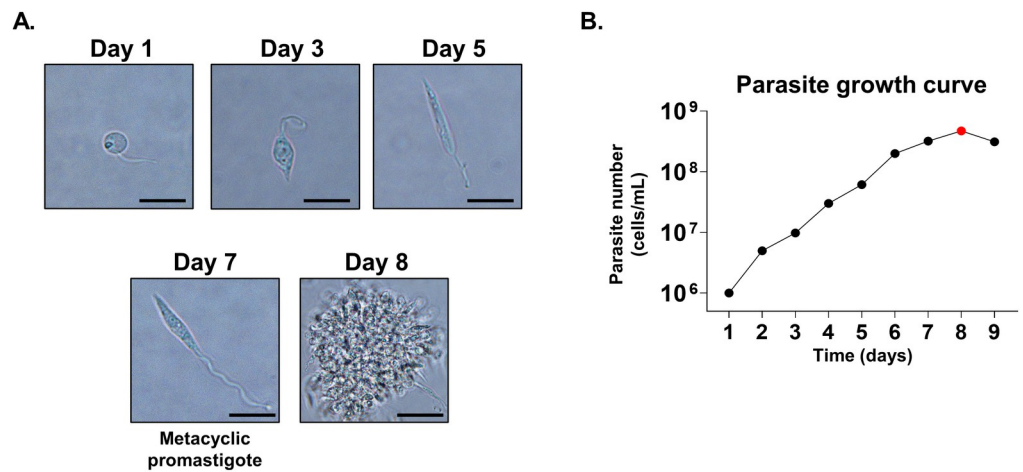 A.
Day 1
Day 3
Day 5
Day 7
Day 8
Metacyclic
promastigote
B.
Parasite growth curve
Parasite number
(cells/mL)
10⁹
10⁸
10⁷
10⁶
1 2 3 4 5 6 7 8 9
Time (days)